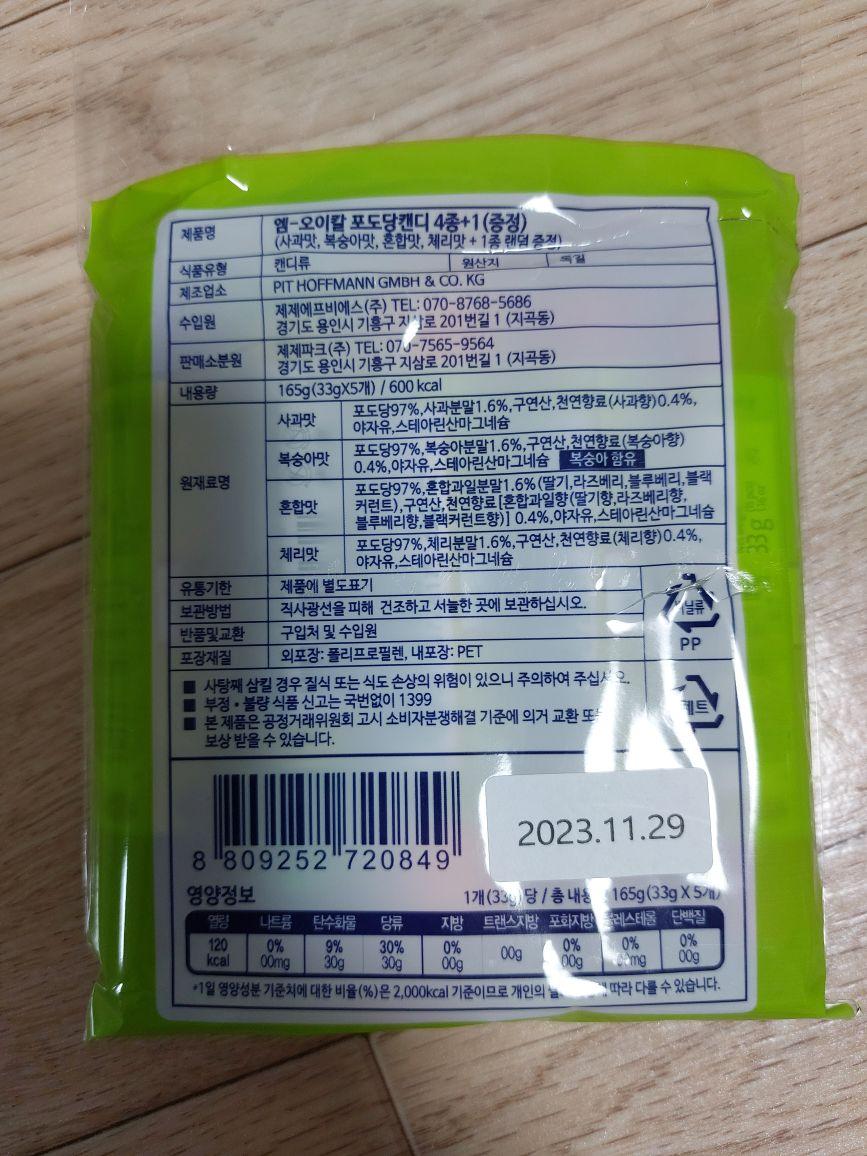 제품명
엠-오이칼 포도당캔디 4종+1(증정)
(사과맛, 복숭아맛, 혼합맛, 체리맛 + 1종 랜덤 증정)
식품유형 캔디류 원산지 독일
제조업소 PIT HOFFMANN GMBH & CO. KG
수입원
제제에프비에스(주) TEL: 070-8768-5686
경기도 용인시 기흥구 지삼로 201번길 1 (지곡동)
판매소분원
제제파크(주) TEL: 070-7565-9564
경기도 용인시 기흥구 지삼로 201번길 1 (지곡동)
내용량 165g(33gX5개) / 600 kcal
원재료명
사과맛
포도당97%,사과분말1.6%,구연산,천연향료(사과향)0.4%,
야자유,스테아린산마그네슘
복숭아맛
포도당97%,복숭아분말1.6%,구연산,천연향료(복숭아향)
0.4%,야자유,스테아린산마그네슘 복숭아 함유
혼합맛
포도당97%,혼합과일분말1.6%(딸기,라즈베리,블루베리,블랙
커런트),구연산,천연향료[혼합과일향(딸기향,라즈베리향,
블루베리향,블랙커런트향)] 0.4%,야자유,스테아린산마그네슘
체리맛
포도당97%,체리분말1.6%,구연산,천연향료(체리향)0.4%,
야자유,스테아린산마그네슘
유통기한 제품에 별도표기
보관방법 직사광선을 피해 건조하고 서늘한 곳에 보관하십시오.
반품및교환 구입처 및 수입원
포장재질 외포장: 폴리프로필렌, 내포장: PET
비닐류
PP
페트
■ 사탕째 삼킬 경우 질식 또는 식도 손상의 위험이 있으니 주의하여 주십시오.
■ 부정•불량 식품 신고는 국번없이 1399
■ 본 제품은 공정거래위원회 고시 소비자분쟁해결 기준에 의거 교환 또는
보상 받을 수 있습니다.
33g
2023.11.29
8 809252 720849
영양정보 1개(33g)당 / 총 내용량 165g(33g X 5개)
열량 나트륨 탄수화물 당류 지방 트랜스지방 포화지방 콜레스테롤 단백질
120 0% 9% 30% 0% 00g 0% 0% 0%
kcal 00mg 30g 30g 00g 00g 00mg 00g
*1일 영양성분 기준치에 대한 비율(%)은 2,000kcal 기준이므로 개인의 따라 다를 수 있습니다.